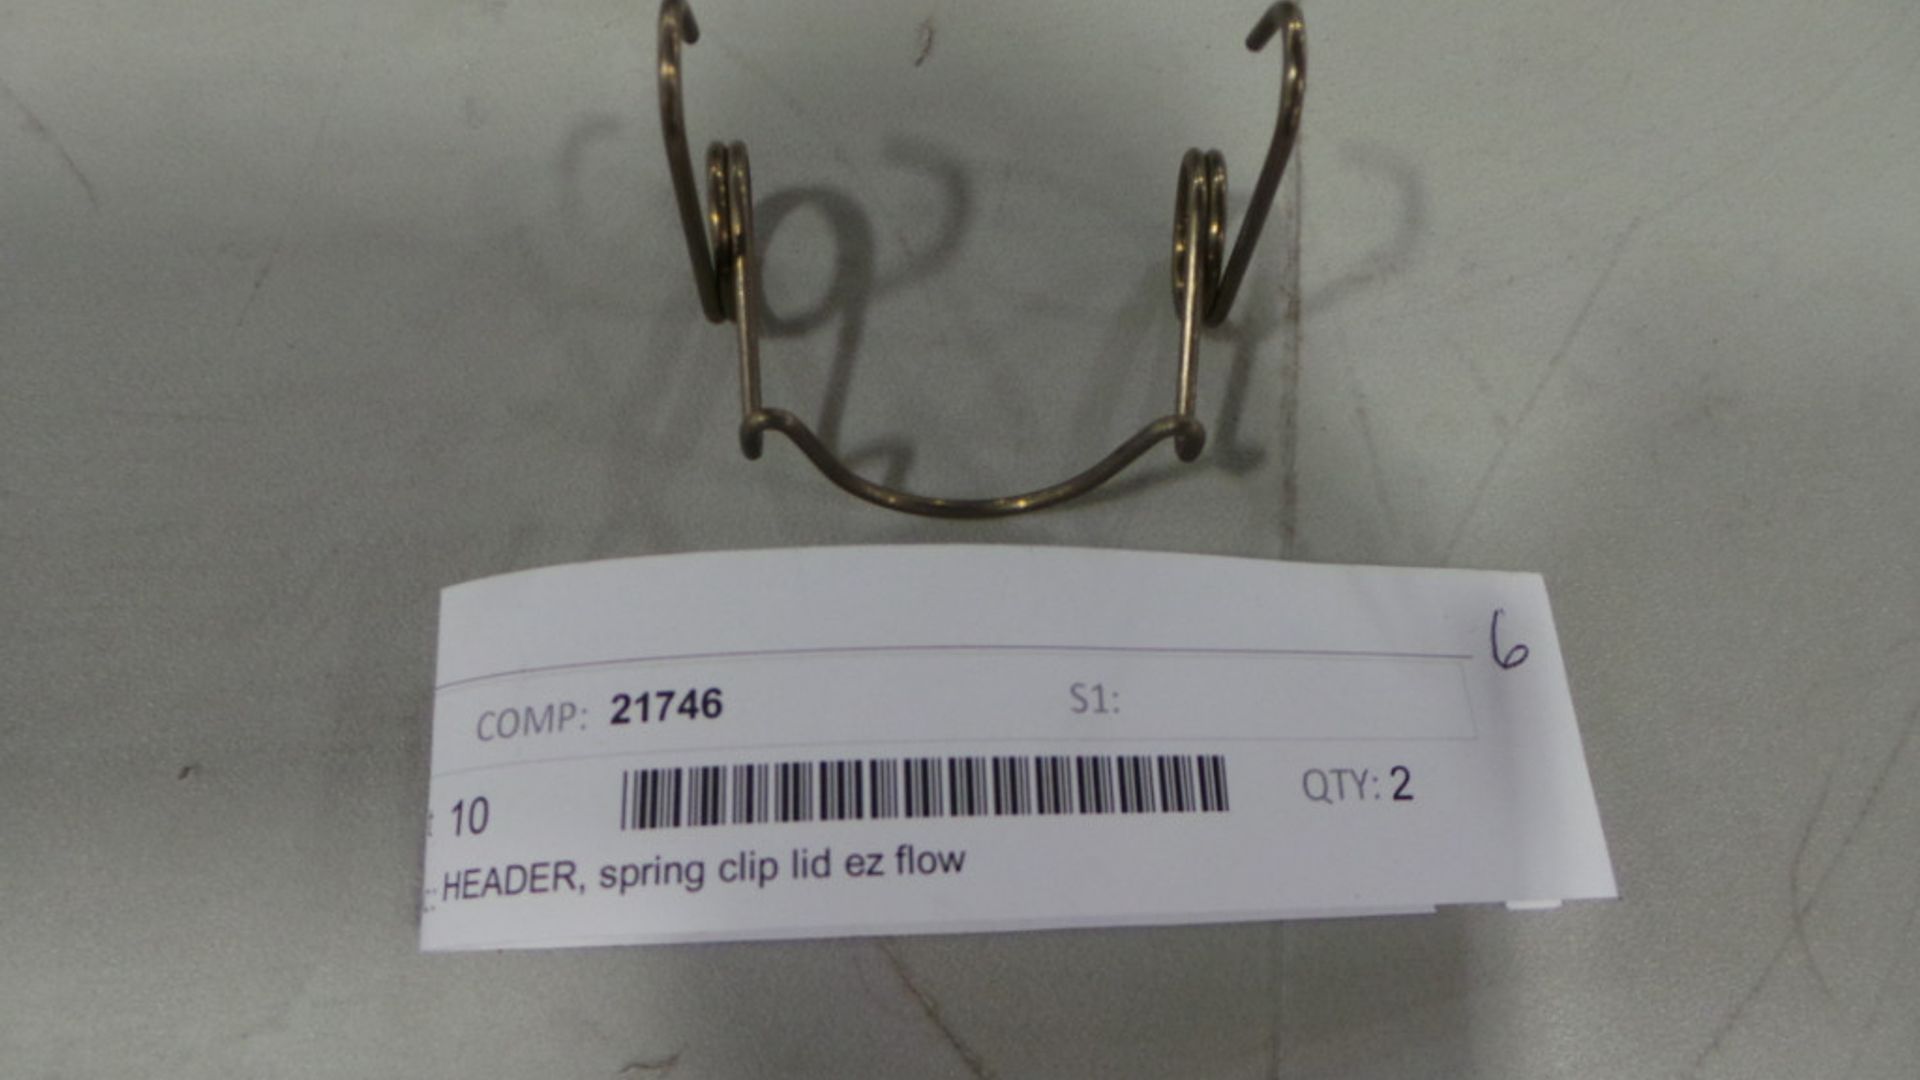 6
COMP: 21746 S1:
: 10 QTY: 2
: HEADER, spring clip lid ez flow